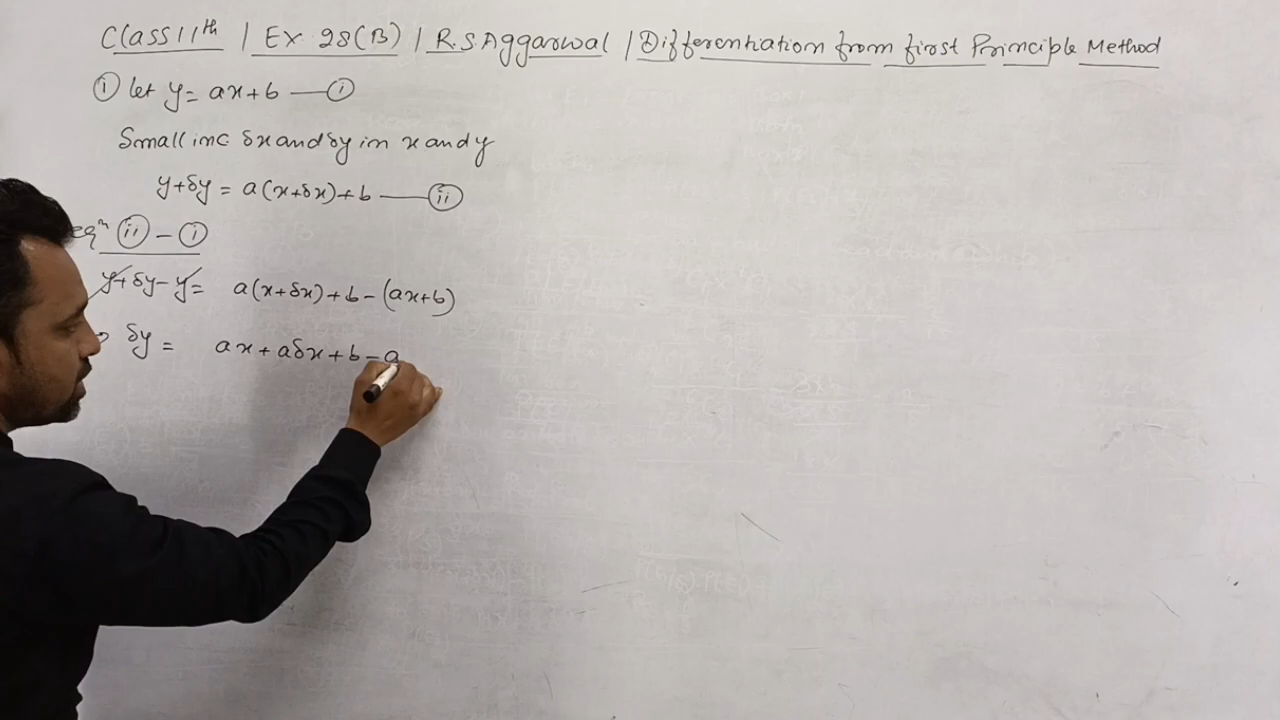 Class 11th / Ex 28(B) / R.S Aggarwal / Differentiation from first Principle Method
① let y = ax+b —ⓘ
Small inc δx and δy in x and y
y+δy = a(x+δx)+b —ⓘⓘ
eqn (ii) - (i)
y+δy-y = a(x+δx)+b-(ax+b)
δy = ax+aδx+b-a